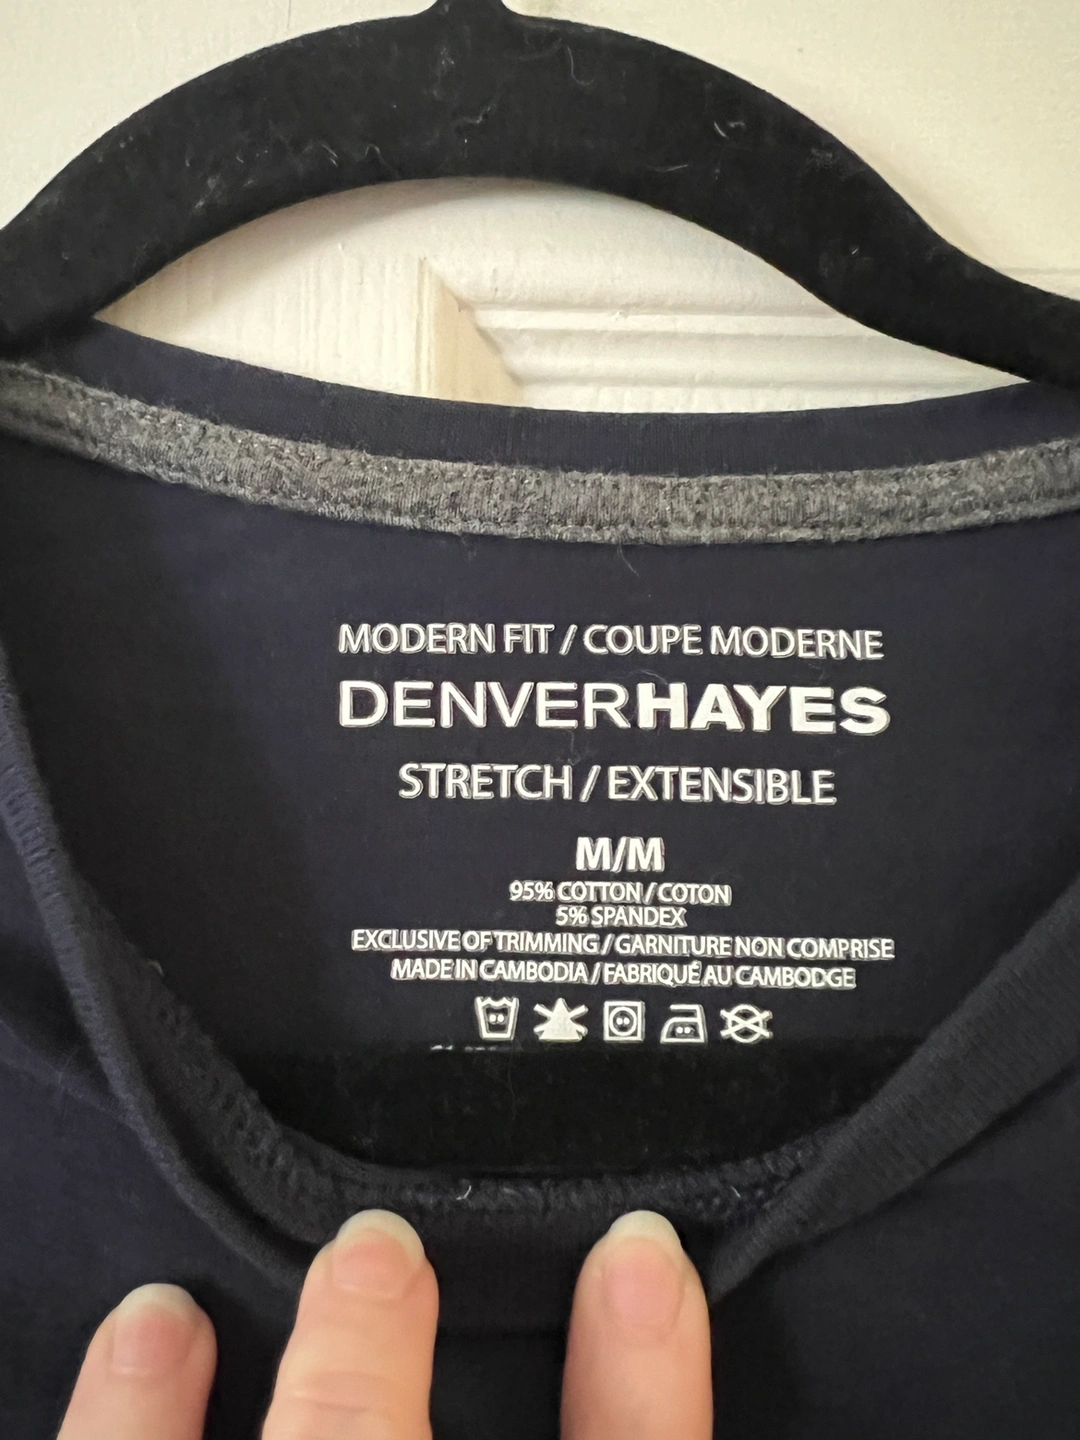 MODERN FIT / COUPE MODERNE
DENVERHAYES
STRETCH / EXTENSIBLE
M/M
95% COTTON / COTON
5% SPANDEX
EXCLUSIVE OF TRIMMING / GARNITURE NON COMPRISE
MADE IN CAMBODIA / FABRIQUÉ AU CAMBODGE